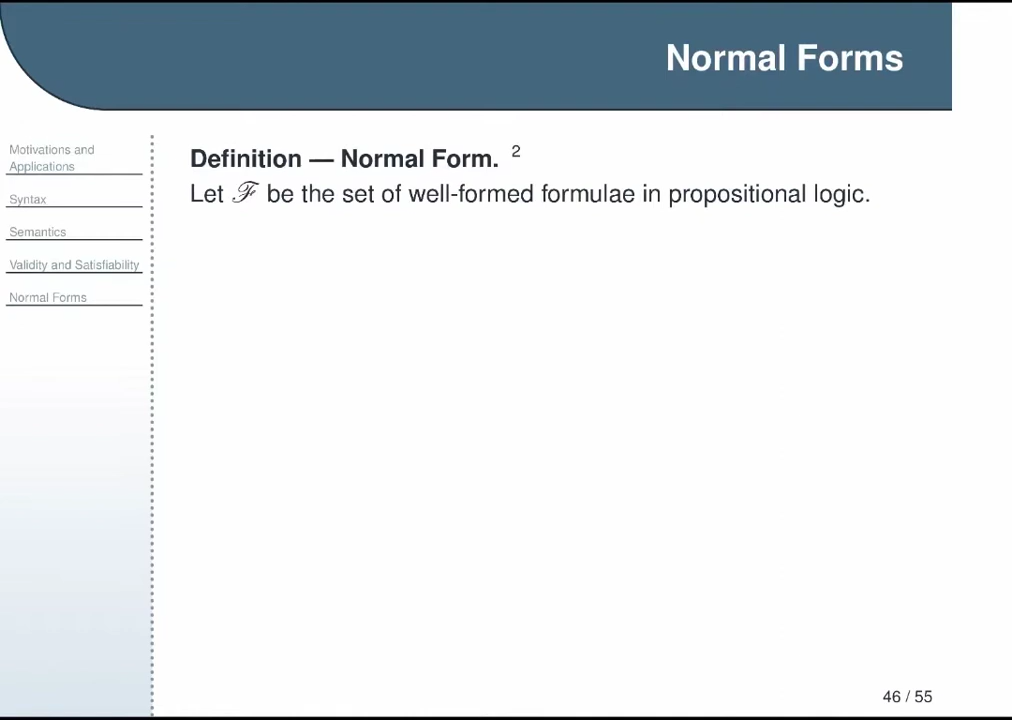 Normal Forms
Motivations and
Applications
Syntax
Semantics
Validity and Satisfiability
Normal Forms
Definition — Normal Form. ²
Let ℱ be the set of well-formed formulae in propositional logic.
46 / 55